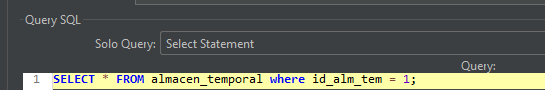 Query SQL
Solo Query: Select Statement
Query:
1 SELECT * FROM almacen_temporal where id_alm_tem = 1;